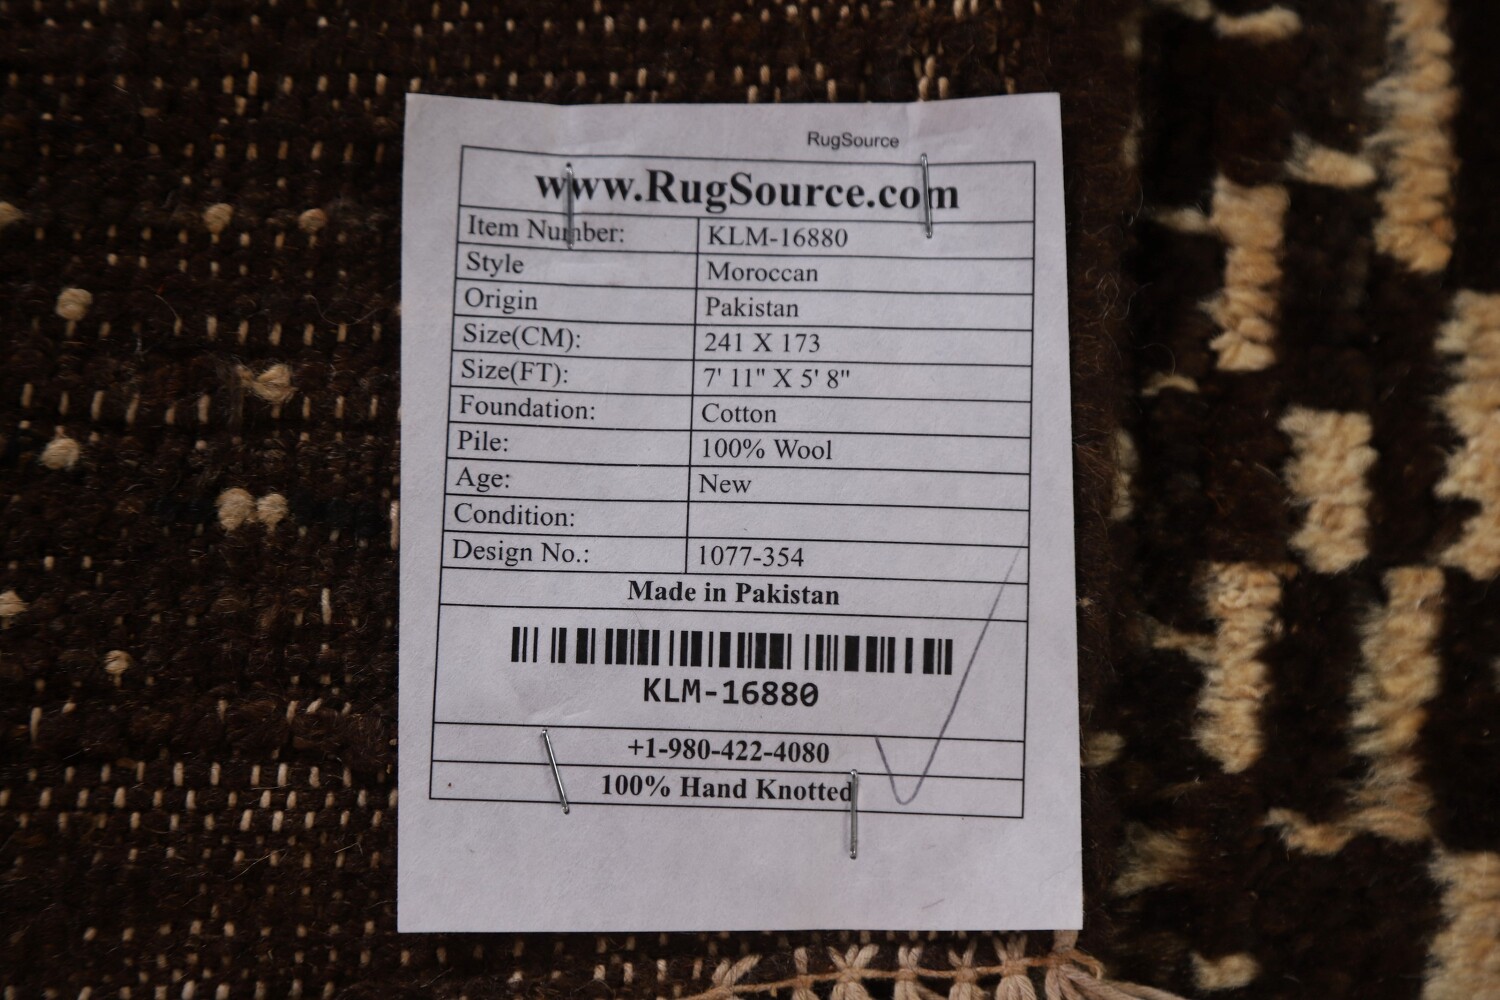 RugSource
www.RugSource.com
Item Number: KLM-16880
Style Moroccan
Origin Pakistan
Size(CM): 241 X 173
Size(FT): 7' 11" X 5' 8"
Foundation: Cotton
Pile: 100% Wool
Age: New
Condition:
Design No.: 1077-354
Made in Pakistan
KLM-16880
+1-980-422-4080
100% Hand Knotted